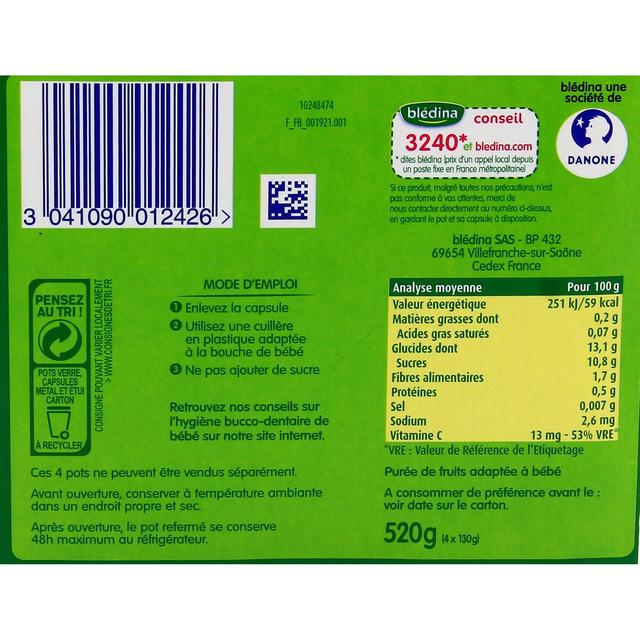 3 041090 012426 >
10248474
F_FB_001921.001
blédina conseil
3240* et bledina.com
* dites blédina (prix d'un appel local depuis
un poste fixe en France métropolitaine)
Si ce produit, malgré toutes nos précautions, n'est
pas conforme à vos attentes, merci de
nous contacter directement au numéro ci-dessus,
en gardant le pot et sa capsule à disposition.
blédina une
société de
DANONE
blédina SAS - BP 432
69654 Villefranche-sur-Saône
Cedex France
PENSEZ
AU TRI !
POTS VERRE,
CAPSULES
MÉTAL ET ETUI
CARTON
À RECYCLER
CONSIGNE POUVANT VARIER LOCALEMENT
> WWW.CONSIGNESDETRI.FR
MODE D'EMPLOI
1 Enlevez la capsule
2 Utilisez une cuillère
en plastique adaptée
à la bouche de bébé
3 Ne pas ajouter de sucre
Retrouvez nos conseils sur
l'hygiène bucco-dentaire de
bébé sur notre site internet.
Analyse moyenne Pour 100 g
Valeur énergétique 251 kJ/59 kcal
Matières grasses dont 0,2 g
Acides gras saturés 0,07 g
Glucides dont 13,1 g
Sucres 10,8 g
Fibres alimentaires 1,7 g
Protéines 0,5 g
Sel 0,007 g
Sodium 2,6 mg
Vitamine C 13 mg - 53% VRE*
*VRE : Valeur de Référence de l'Etiquetage
Ces 4 pots ne peuvent être vendus séparément.
Avant ouverture, conserver à température ambiante
dans un endroit propre et sec.
Après ouverture, le pot refermé se conserve
48h maximum au réfrigérateur.
Purée de fruits adaptée à bébé
A consommer de préférence avant le :
voir date sur le carton.
520g (4 x 130g)